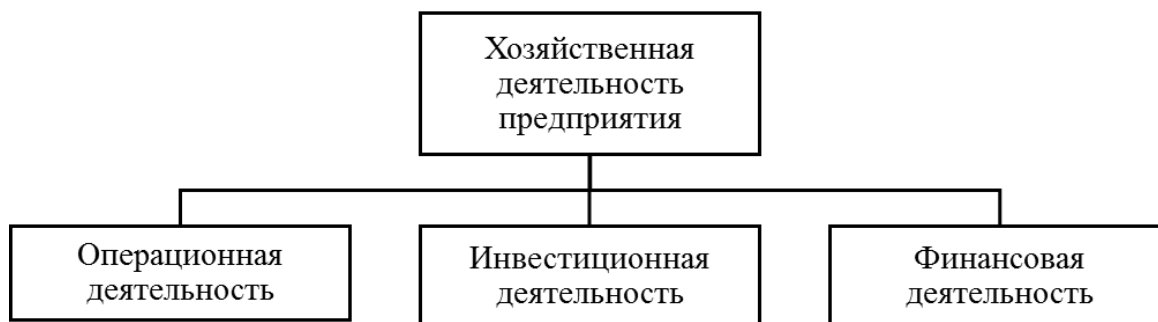 Хозяйственная
деятельность
предприятия
Операционная
деятельность
Инвестиционная
деятельность
Финансовая
деятельность